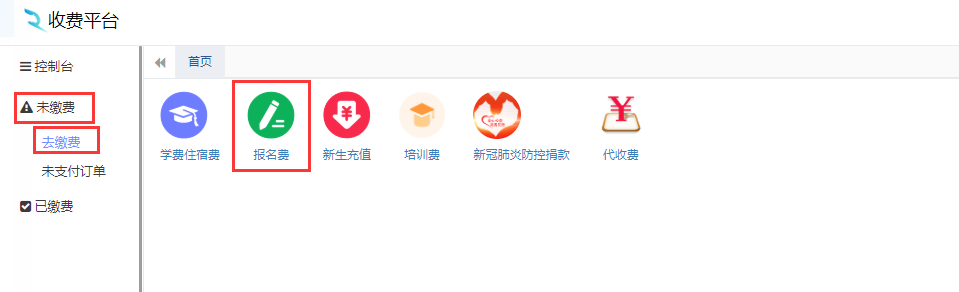 收费平台
控制台
首页
未缴费
去缴费
未支付订单
已缴费
学费住宿费
报名费
新生充值
培训费
新冠肺炎防控捐款
代收费